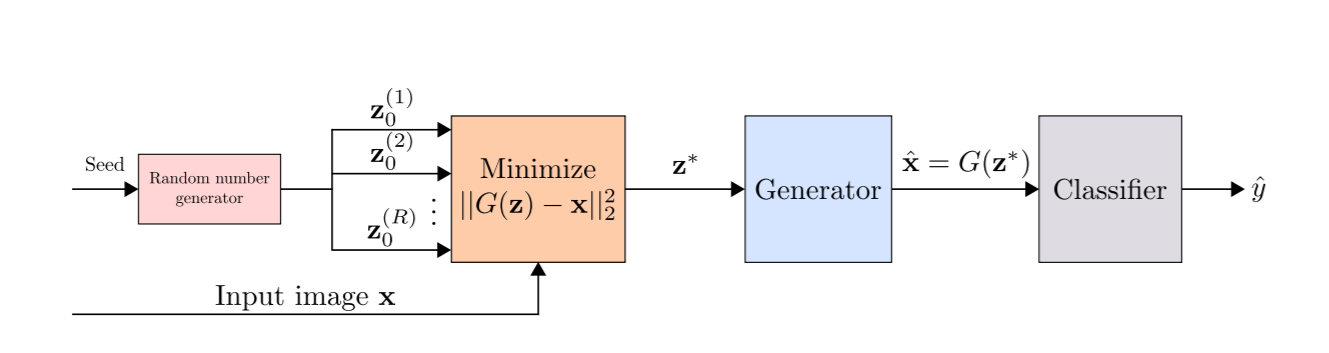 Seed
Random number
generator
z_0^{(1)}
z_0^{(2)}
⋮
z_0^{(R)}
Input image x
Minimize
||G(z) − x||_2^2
z*
Generator
x̂ = G(z*)
Classifier
ŷ